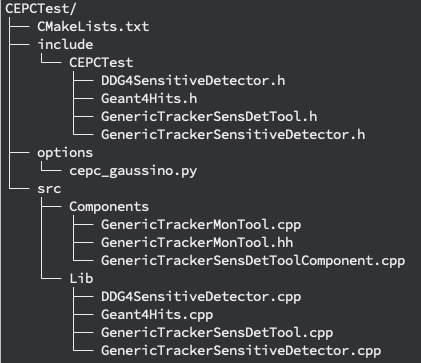 CEPCTest/
├── CMakeLists.txt
├── include
│   └── CEPCTest
│       ├── DDG4SensitiveDetector.h
│       ├── Geant4Hits.h
│       ├── GenericTrackerSensDetTool.h
│       └── GenericTrackerSensitiveDetector.h
├── options
│   └── cepc_gaussino.py
└── src
    ├── Components
    │   ├── GenericTrackerMonTool.cpp
    │   ├── GenericTrackerMonTool.hh
    │   └── GenericTrackerSensDetToolComponent.cpp
    └── Lib
        ├── DDG4SensitiveDetector.cpp
        ├── Geant4Hits.cpp
        ├── GenericTrackerSensDetTool.cpp
        └── GenericTrackerSensitiveDetector.cpp